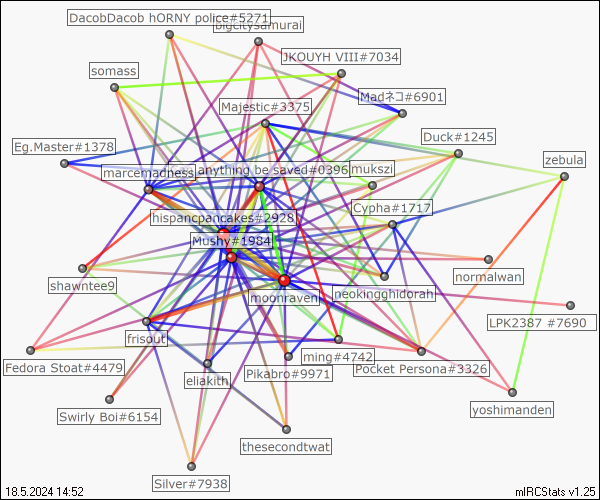 DacobDacob hORNY police#5271
bigcitysamurai
JKOUYH VIII#7034
somass
Madネコ#6901
Majestic#3375
Duck#1245
Eg.Master#1378
zebula
marcemadness
anything be saved#0396
mukszi
Cypha#1717
hispancpancakes#2928
Mushy#1984
shawntee9
normalwan
neokingghidorah
moonraven
LPK2387 #7690
frisout
ming#4742
Fedora Stoat#4479
Pikabro#9971
Pocket Persona#3326
eliakith
Swirly Boi#6154
yoshimanden
thesecondtwat
Silver#7938
18.5.2024 14:52
mIRCStats v1.25